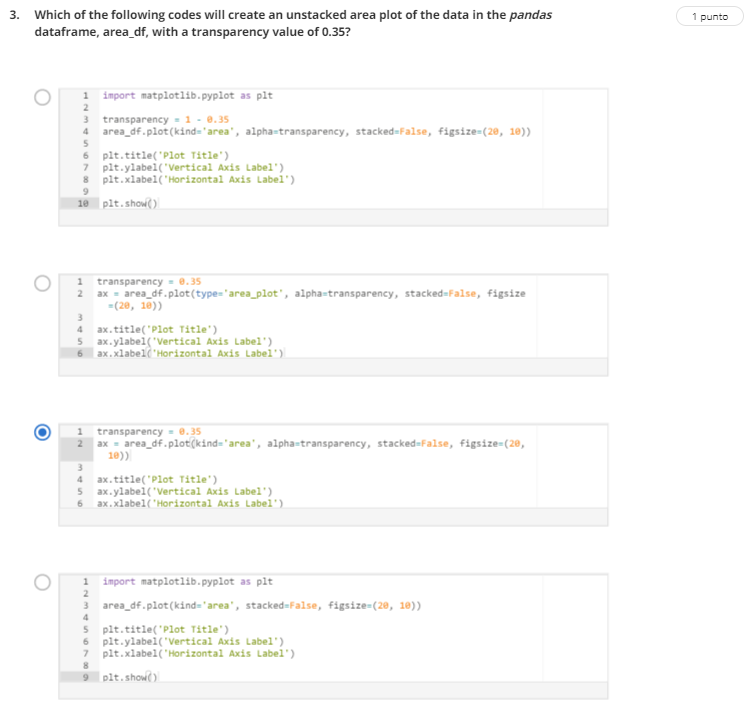 3. Which of the following codes will create an unstacked area plot of the data in the pandas
dataframe, area_df, with a transparency value of 0.35?
1 punto
1 import matplotlib.pyplot as plt
2
3 transparency = 1 - 0.35
4 area_df.plot(kind='area', alpha=transparency, stacked=False, figsize=(20, 10))
5
6 plt.title('Plot Title')
7 plt.ylabel('Vertical Axis Label')
8 plt.xlabel('Horizontal Axis Label')
9
10 plt.show()
1 transparency = 0.35
2 ax = area_df.plot(type='area_plot', alpha=transparency, stacked=False, figsize
=(20, 10))
3
4 ax.title('Plot Title')
5 ax.ylabel('Vertical Axis Label')
6 ax.xlabel('Horizontal Axis Label')
1 transparency = 0.35
2 ax = area_df.plot(kind='area', alpha=transparency, stacked=False, figsize=(20,
10))
3
4 ax.title('Plot Title')
5 ax.ylabel('Vertical Axis Label')
6 ax.xlabel('Horizontal Axis Label')
1 import matplotlib.pyplot as plt
2
3 area_df.plot(kind='area', stacked=False, figsize=(20, 10))
4
5 plt.title('Plot Title')
6 plt.ylabel('Vertical Axis Label')
7 plt.xlabel('Horizontal Axis Label')
8
9 plt.show()